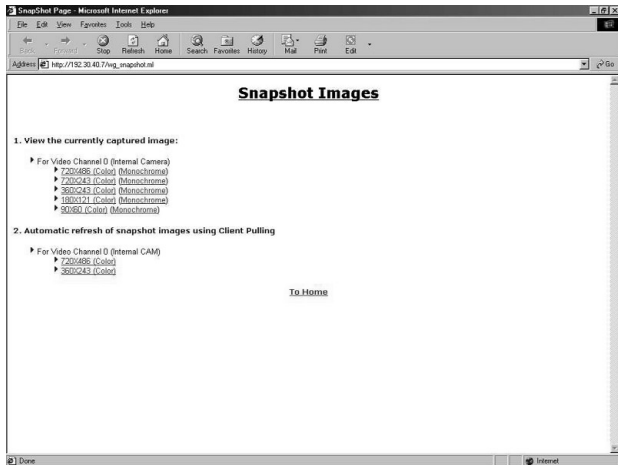 SnapShot Page - Microsoft Internet Explorer
File Edit View Favorites Tools Help
Back Forward Stop Refresh Home Search Favorites History Mail Print Edit
Address http://192.30.40.7/wg_snapshot.ml Go
Snapshot Images
1. View the currently captured image:
For Video Channel 0 (Internal Camera)
720X486 (Color) (Monochrome)
720X243 (Color) (Monochrome)
360X243 (Color) (Monochrome)
180X121 (Color) (Monochrome)
90X60 (Color) (Monochrome)
2. Automatic refresh of snapshot images using Client Pulling
For Video Channel 0 (Internal CAM)
720X486 (Color)
360X243 (Color)
To Home
Done Internet